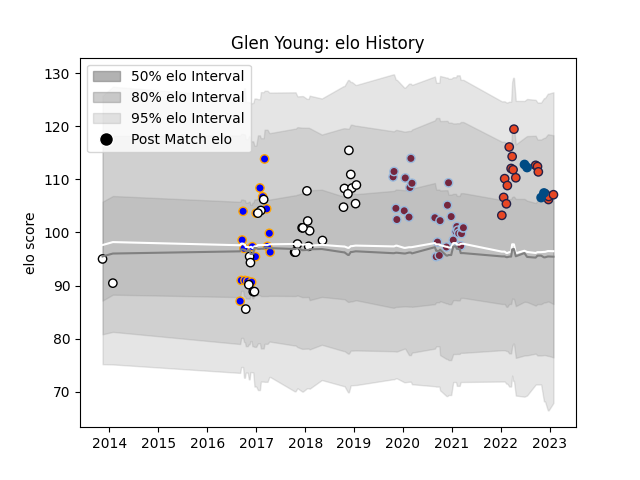 Glen Young: elo History
50% elo Interval
80% elo Interval
95% elo Interval
Post Match elo
elo score
130
120
110
100
90
80
70
2014 2015 2016 2017 2018 2019 2020 2021 2022 2023